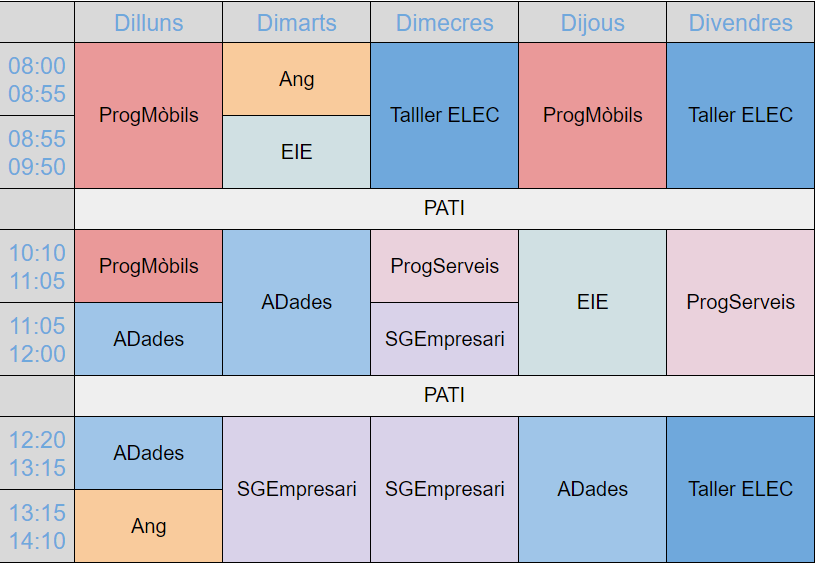 Dilluns Dimarts Dimecres Dijous Divendres
08:00
08:55
ProgMòbils
Ang
Talller ELEC
ProgMòbils
Taller ELEC
08:55
09:50
EIE
PATI
10:10
11:05
ProgMòbils
ADades
ProgServeis
EIE
ProgServeis
11:05
12:00
ADades
SGEmpresari
PATI
12:20
13:15
ADades
SGEmpresari
SGEmpresari
ADades
Taller ELEC
13:15
14:10
Ang